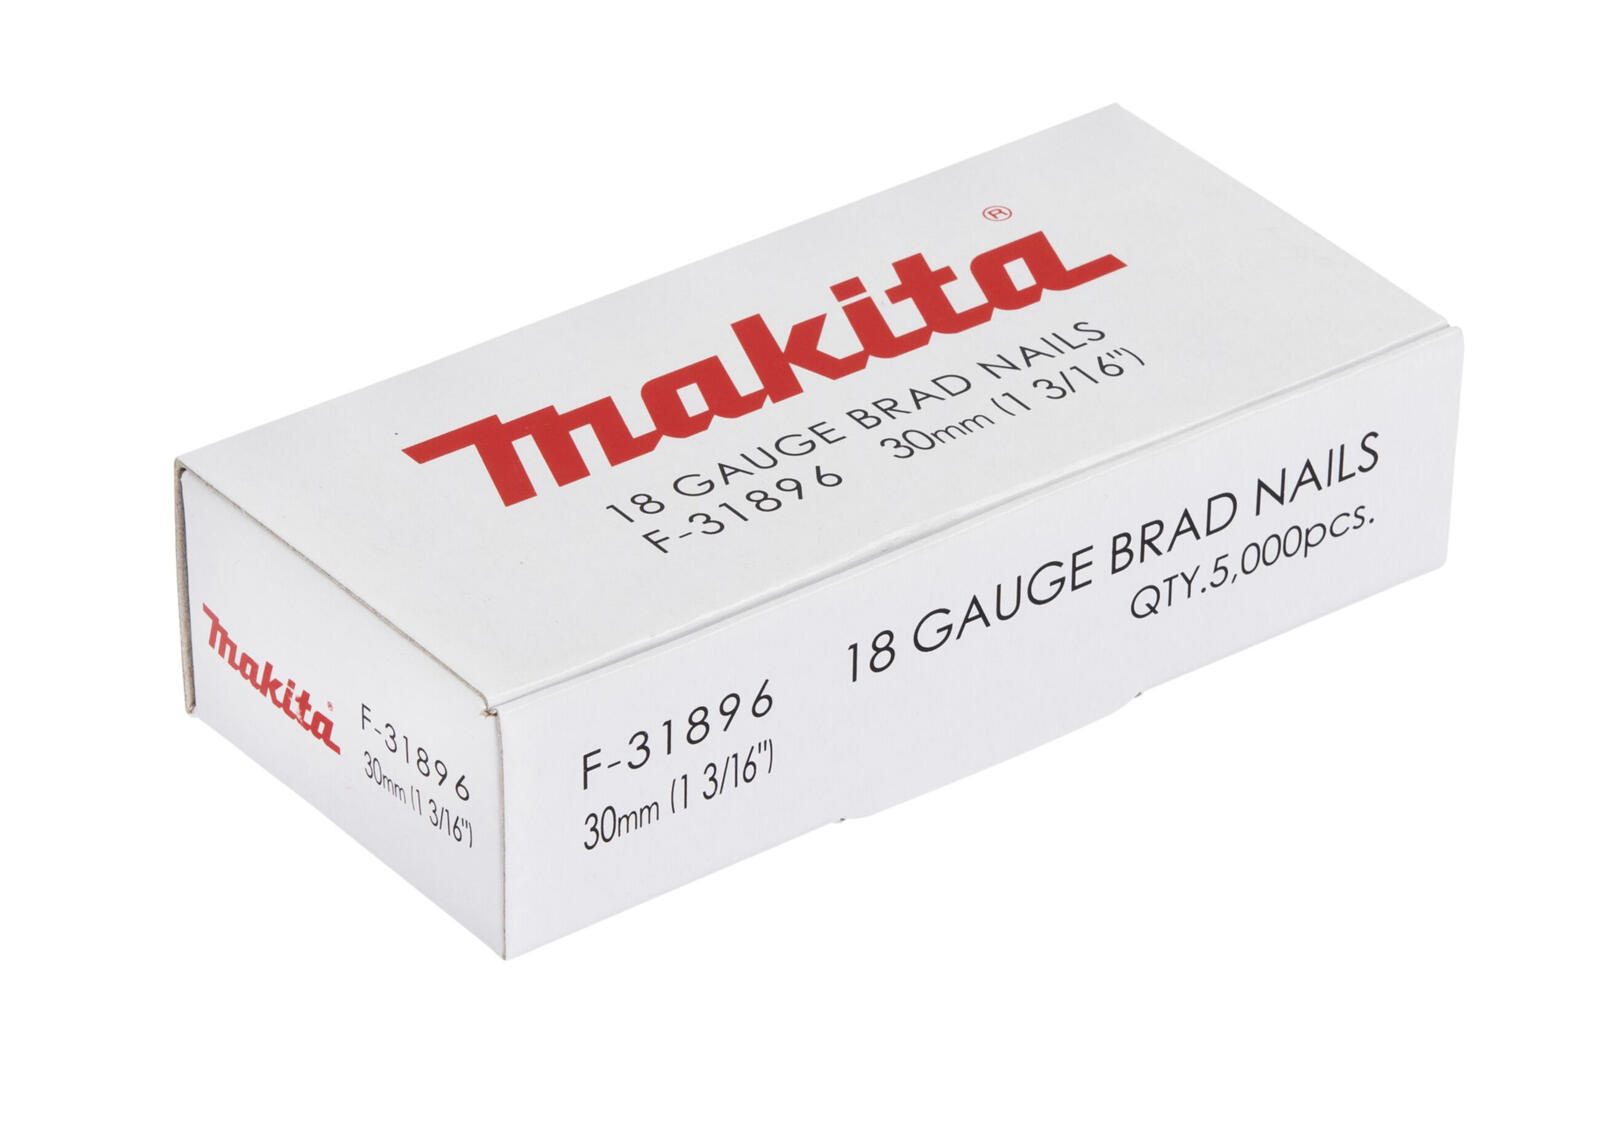 makita®
18 GAUGE BRAD NAILS
F-31896 30mm (1 3/16")
makita®
F-31896
30mm (1 3/16")
F-31896
30mm (1 3/16")
18 GAUGE BRAD NAILS
QTY.5,000pcs.